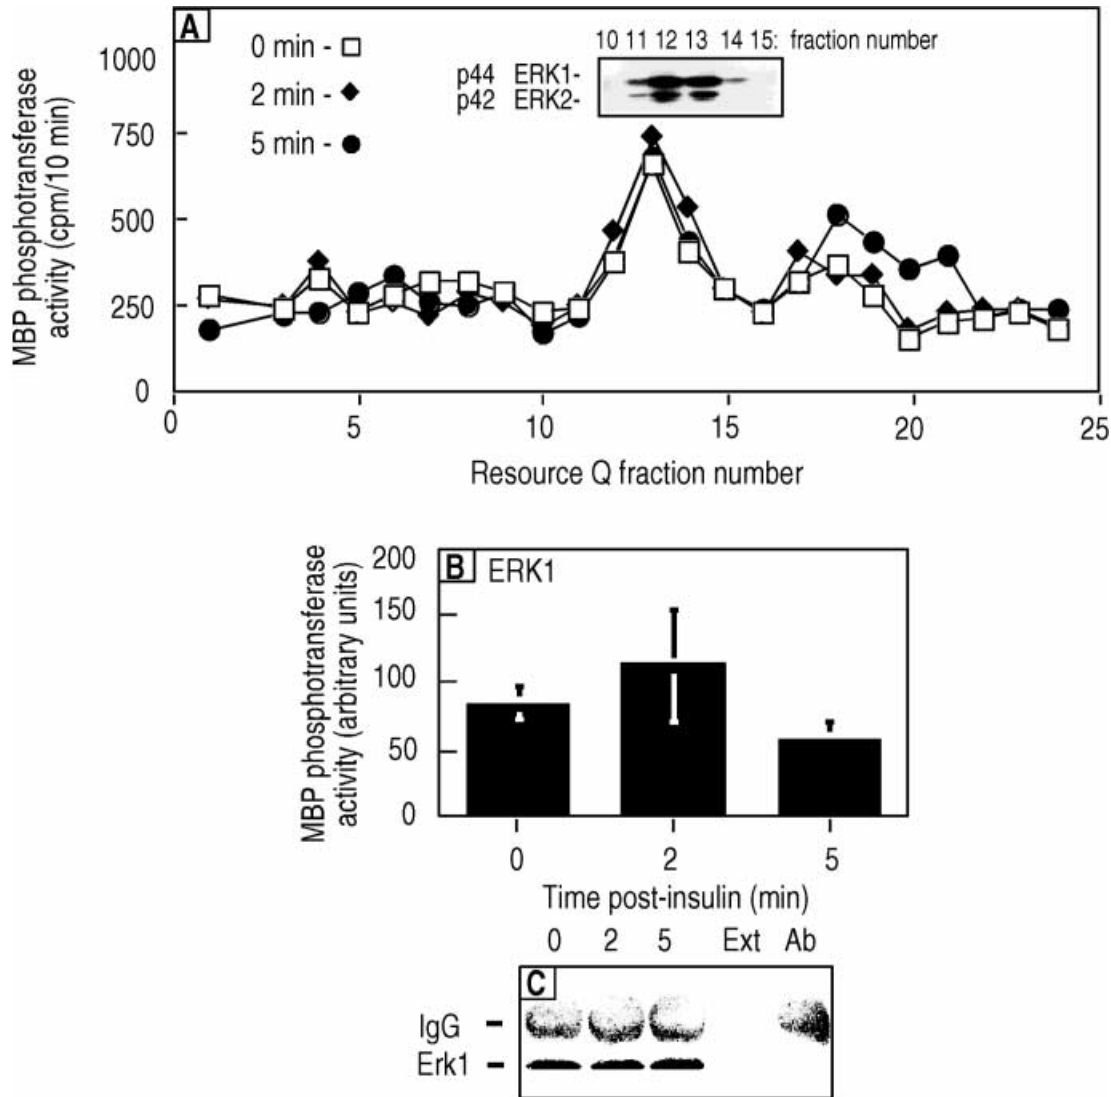 A
0 min -
2 min -
5 min -
10 11 12 13 14 15: fraction number
p44 ERK1-
p42 ERK2-
MBP phosphotransferase
activity (cpm/10 min)
1000
750
500
250
0
0 5 10 15 20 25
Resource Q fraction number
B ERK1
MBP phosphotransferase
activity (arbitrary units)
200
150
100
50
0
0 2 5
Time post-insulin (min)
0 2 5 Ext Ab
C
IgG
Erk1